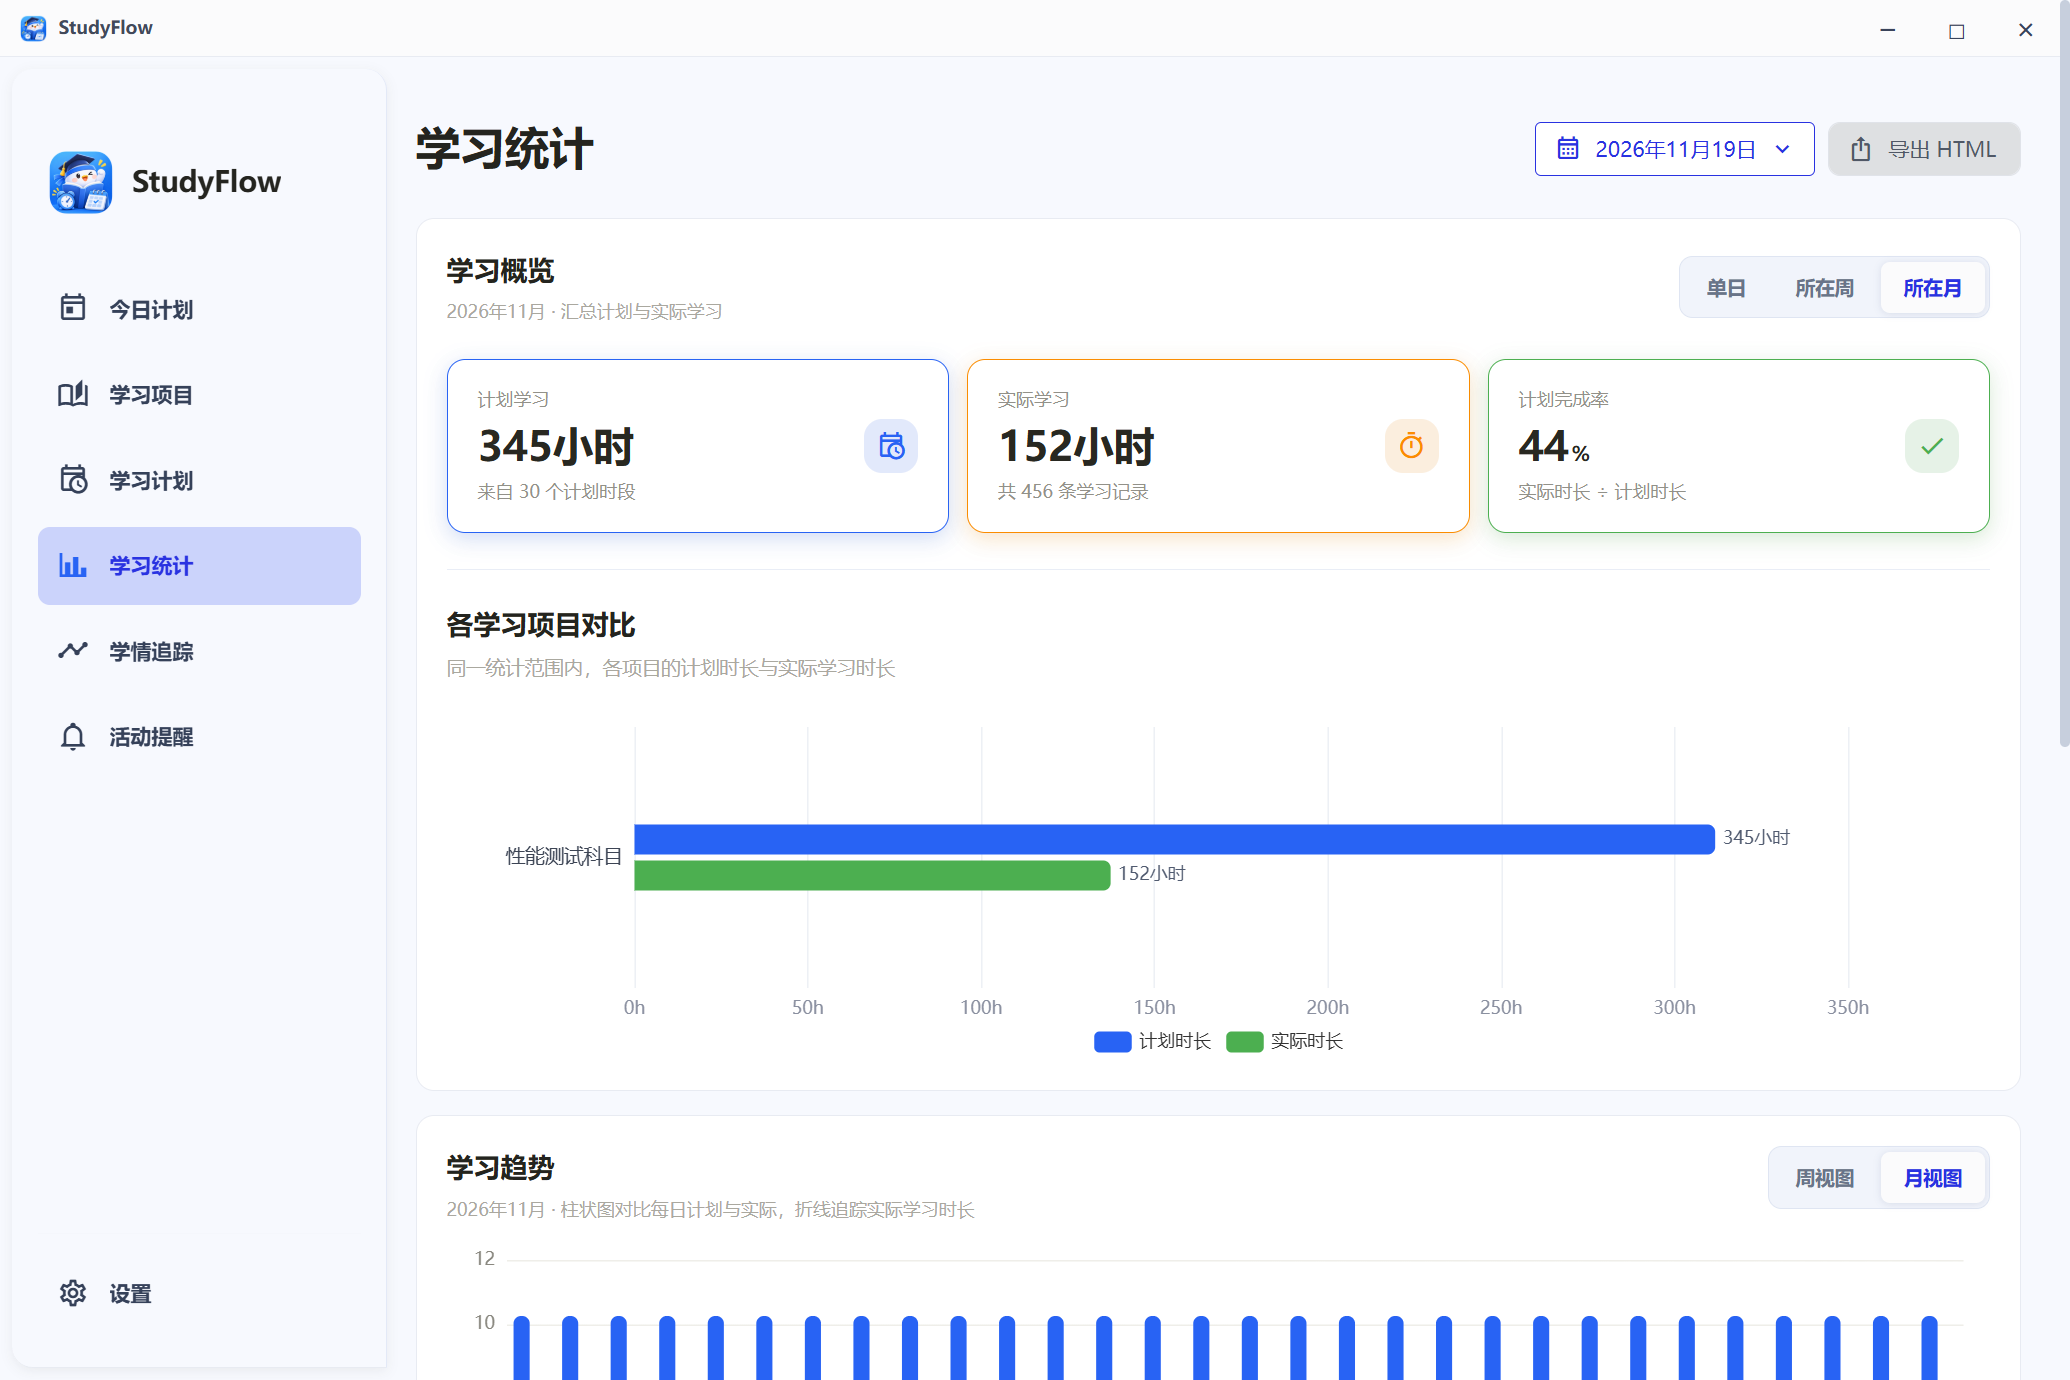 StudyFlow
StudyFlow
今日计划
学习项目
学习计划
学习统计
学情追踪
活动提醒
设置
学习统计
2026年11月19日
导出 HTML
学习概览
2026年11月 · 汇总计划与实际学习
单日 所在周 所在月
计划学习
345小时
来自 30 个计划时段
实际学习
152小时
共 456 条学习记录
计划完成率
44%
实际时长 ÷ 计划时长
各学习项目对比
同一统计范围内，各项目的计划时长与实际学习时长
性能测试科目
345小时
152小时
0h 50h 100h 150h 200h 250h 300h 350h
计划时长 实际时长
学习趋势
2026年11月 · 柱状图对比每日计划与实际，折线追踪实际学习时长
周视图 月视图
12
10